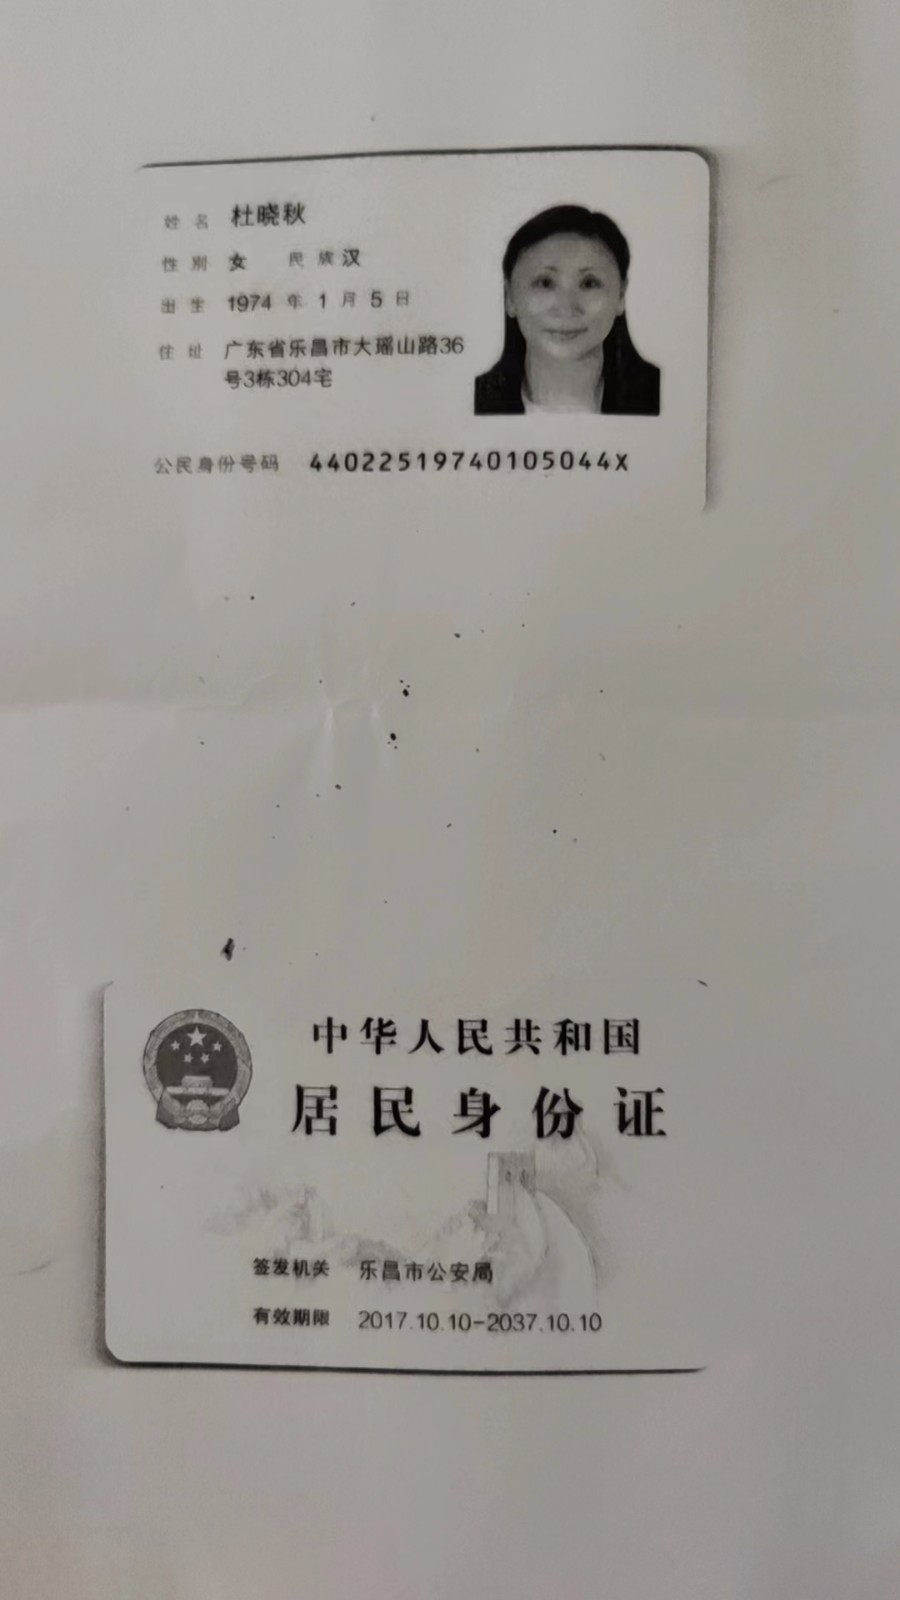 姓名 杜晓秋
性别 女 民族 汉
出生 1974 年 1 月 5 日
住址 广东省乐昌市大瑶山路36
号3栋304宅
公民身份号码 44022519740105044X
中华人民共和国
居民身份证
签发机关 乐昌市公安局
有效期限 2017.10.10-2037.10.10